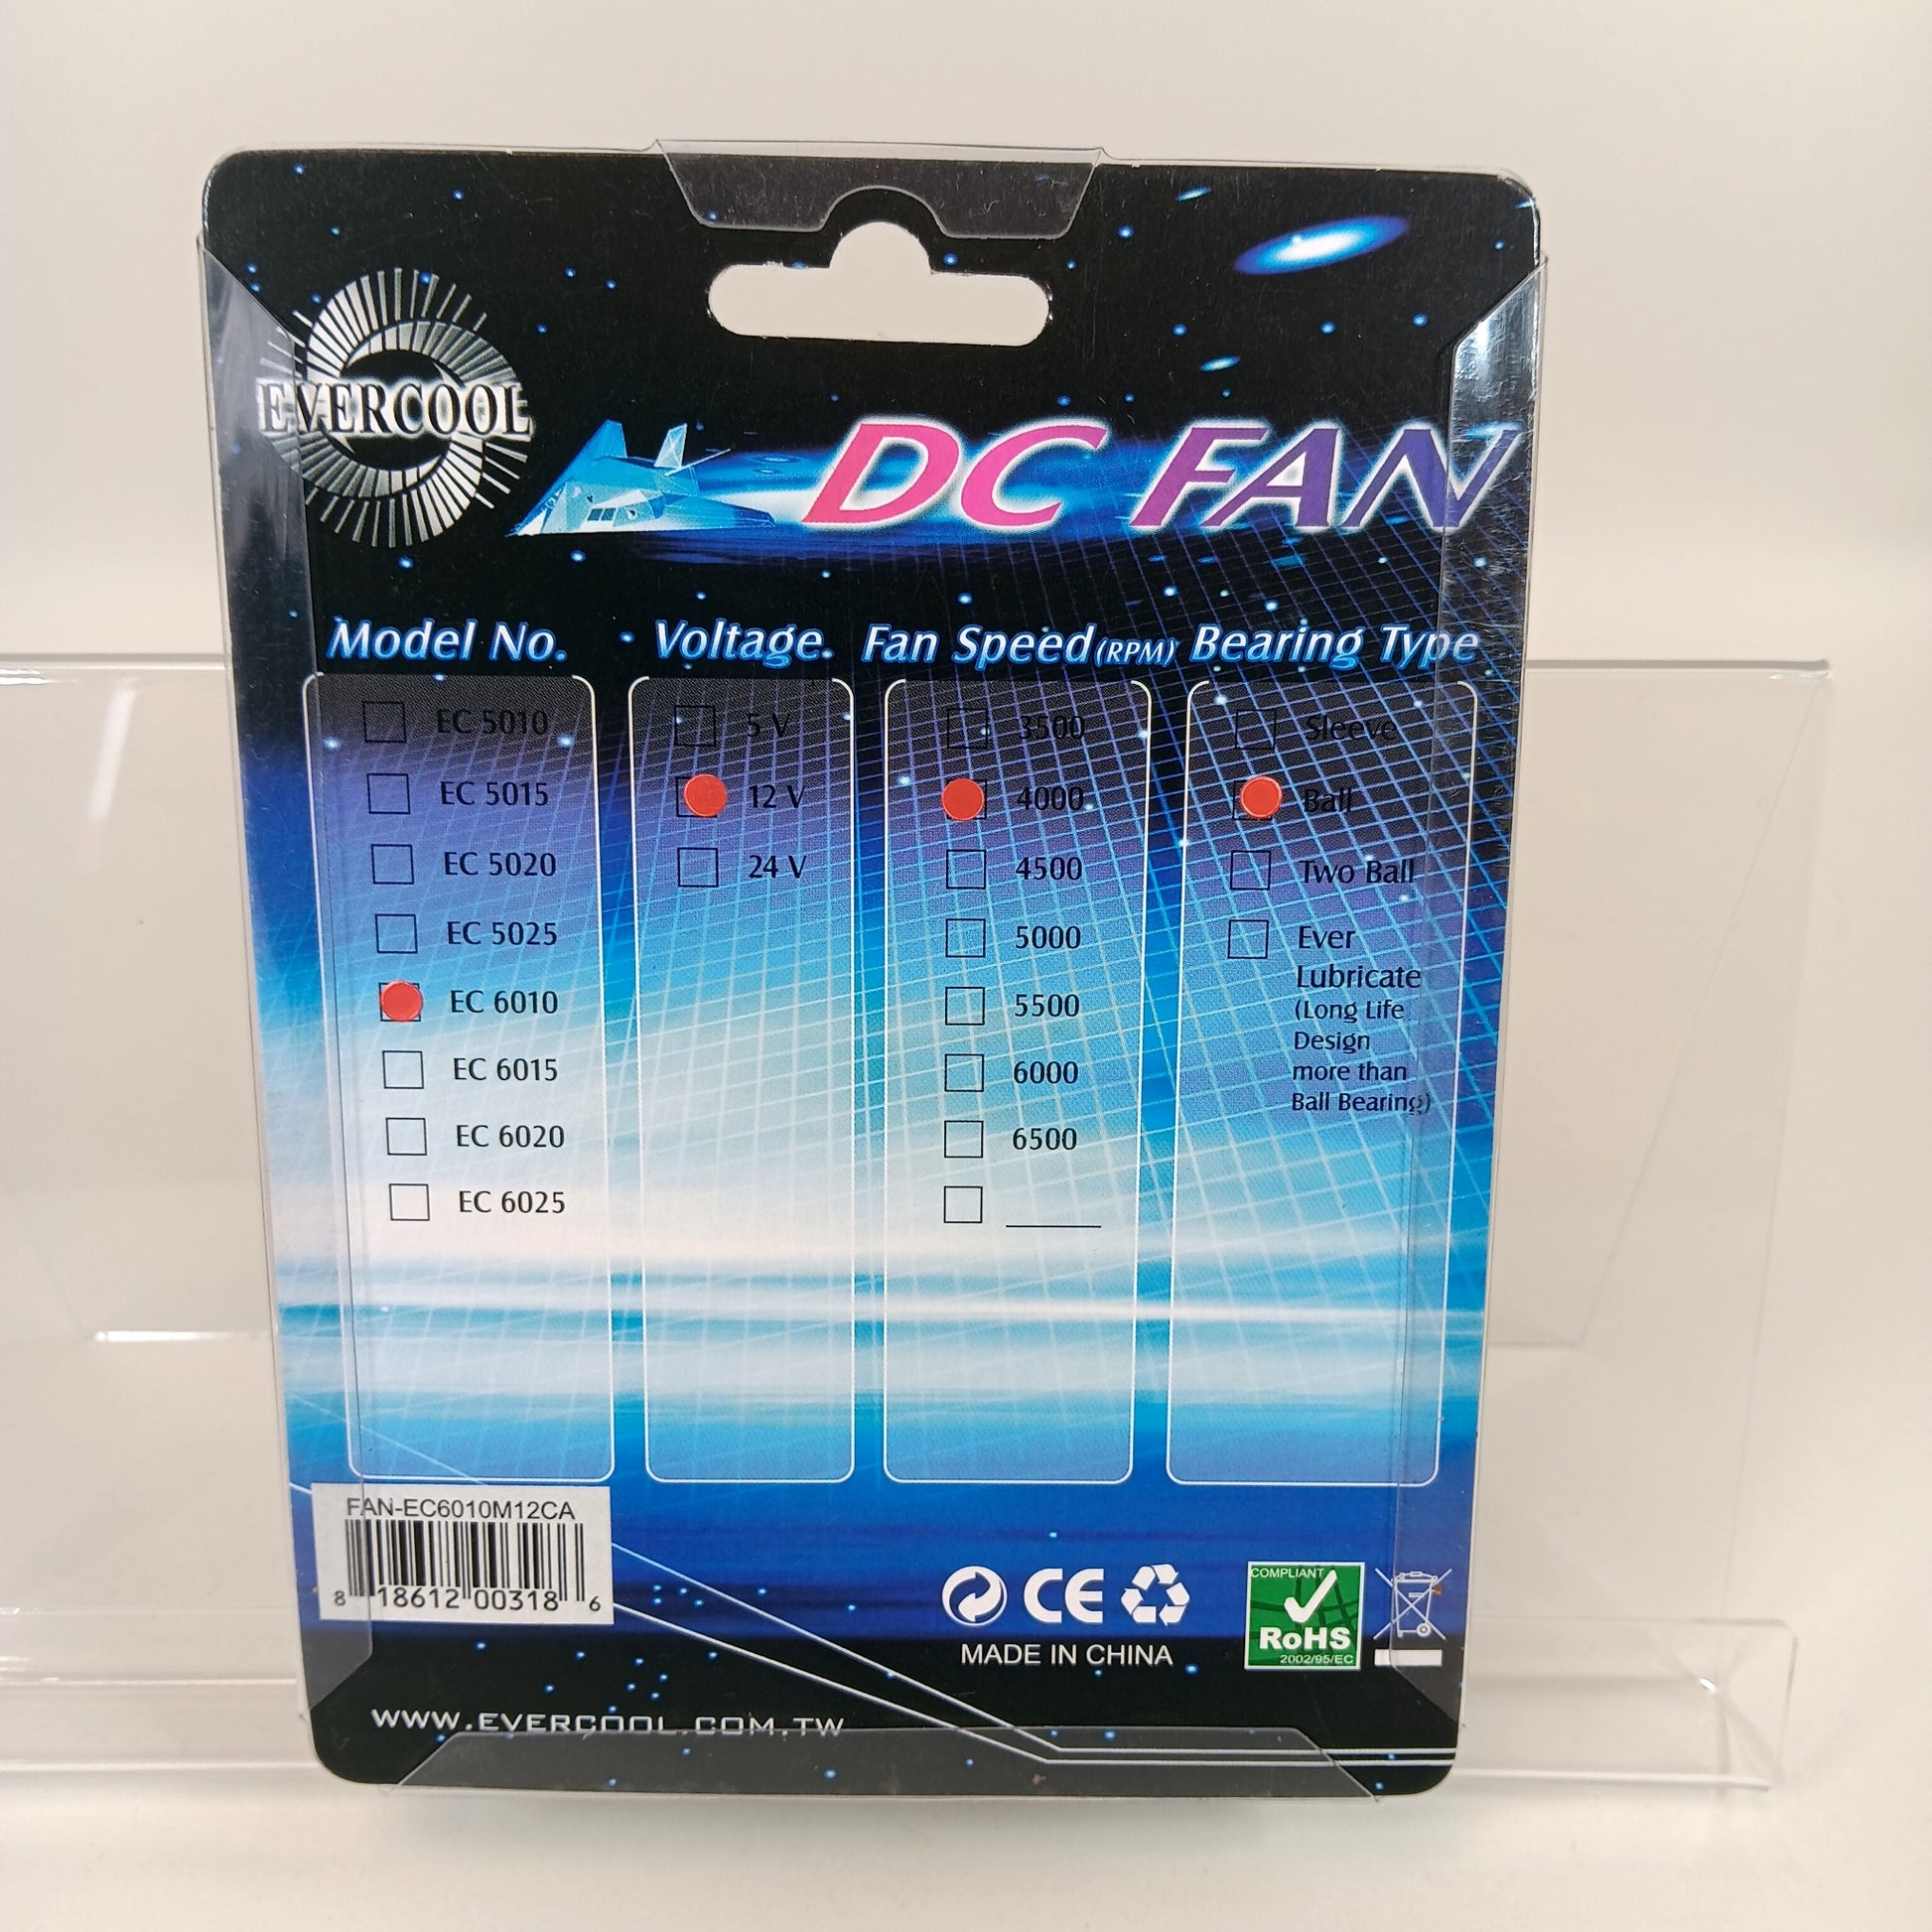 EVERCOOL
DC FAN
Model No.
EC 5010
EC 5015
EC 5020
EC 5025
EC 6010
EC 6015
EC 6020
EC 6025
Voltage.
5 V
12 V
24 V
Fan Speed (RPM)
3500
4000
4500
5000
5500
6000
6500
Bearing Type
Sleeve
Ball
Two Ball
Ever
Lubricate
(Long Life
Design
more than
Ball Bearing)
FAN-EC6010M12CA
8 18612 00318 6
CE
MADE IN CHINA
COMPLIANT
RoHS
2002/95/EC
WWW.EVERCOOL.COM.TW